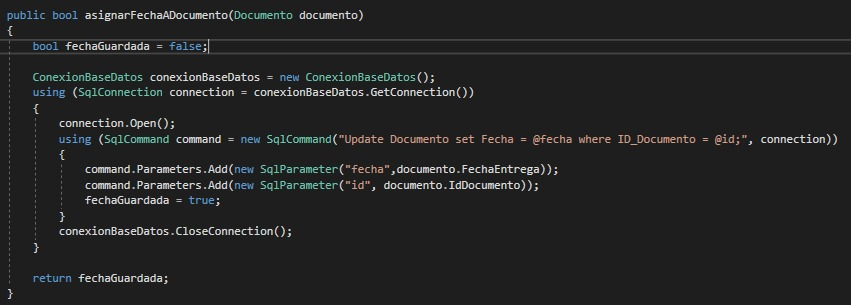 public bool asignarFechaADocumento(Documento documento)
{
bool fechaGuardada = false;
ConexionBaseDatos conexionBaseDatos = new ConexionBaseDatos();
using (SqlConnection connection = conexionBaseDatos.GetConnection())
{
connection.Open();
using (SqlCommand command = new SqlCommand("Update Documento set Fecha = @fecha where ID_Documento = @id;", connection))
{
command.Parameters.Add(new SqlParameter("fecha",documento.FechaEntrega));
command.Parameters.Add(new SqlParameter("id", documento.IdDocumento));
fechaGuardada = true;
}
conexionBaseDatos.CloseConnection();
}
return fechaGuardada;
}